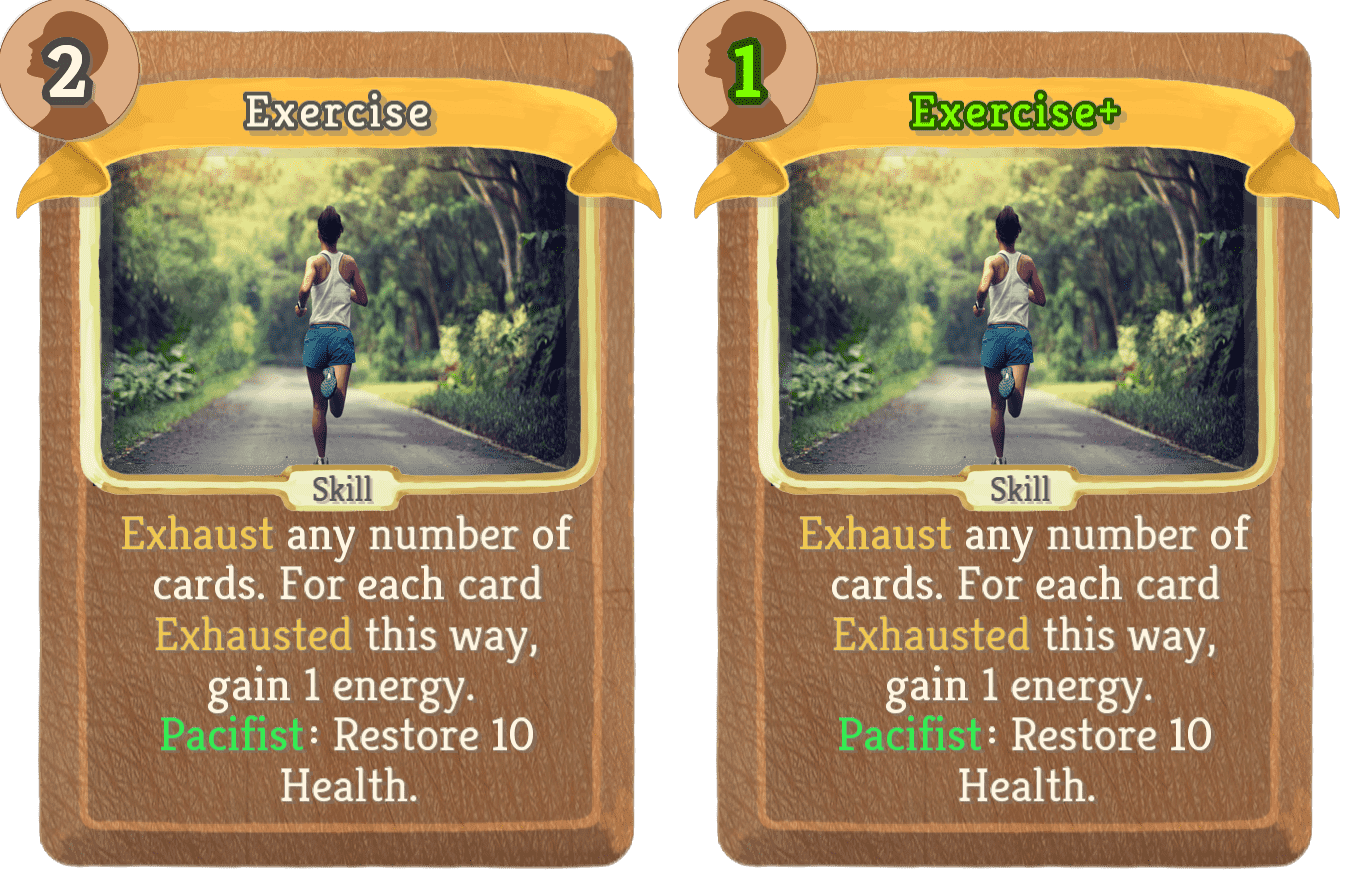 2
Exercise
Skill
Exhaust any number of
cards. For each card
Exhausted this way,
gain 1 energy.
Pacifist: Restore 10
Health.
1
Exercise+
Skill
Exhaust any number of
cards. For each card
Exhausted this way,
gain 1 energy.
Pacifist: Restore 10
Health.